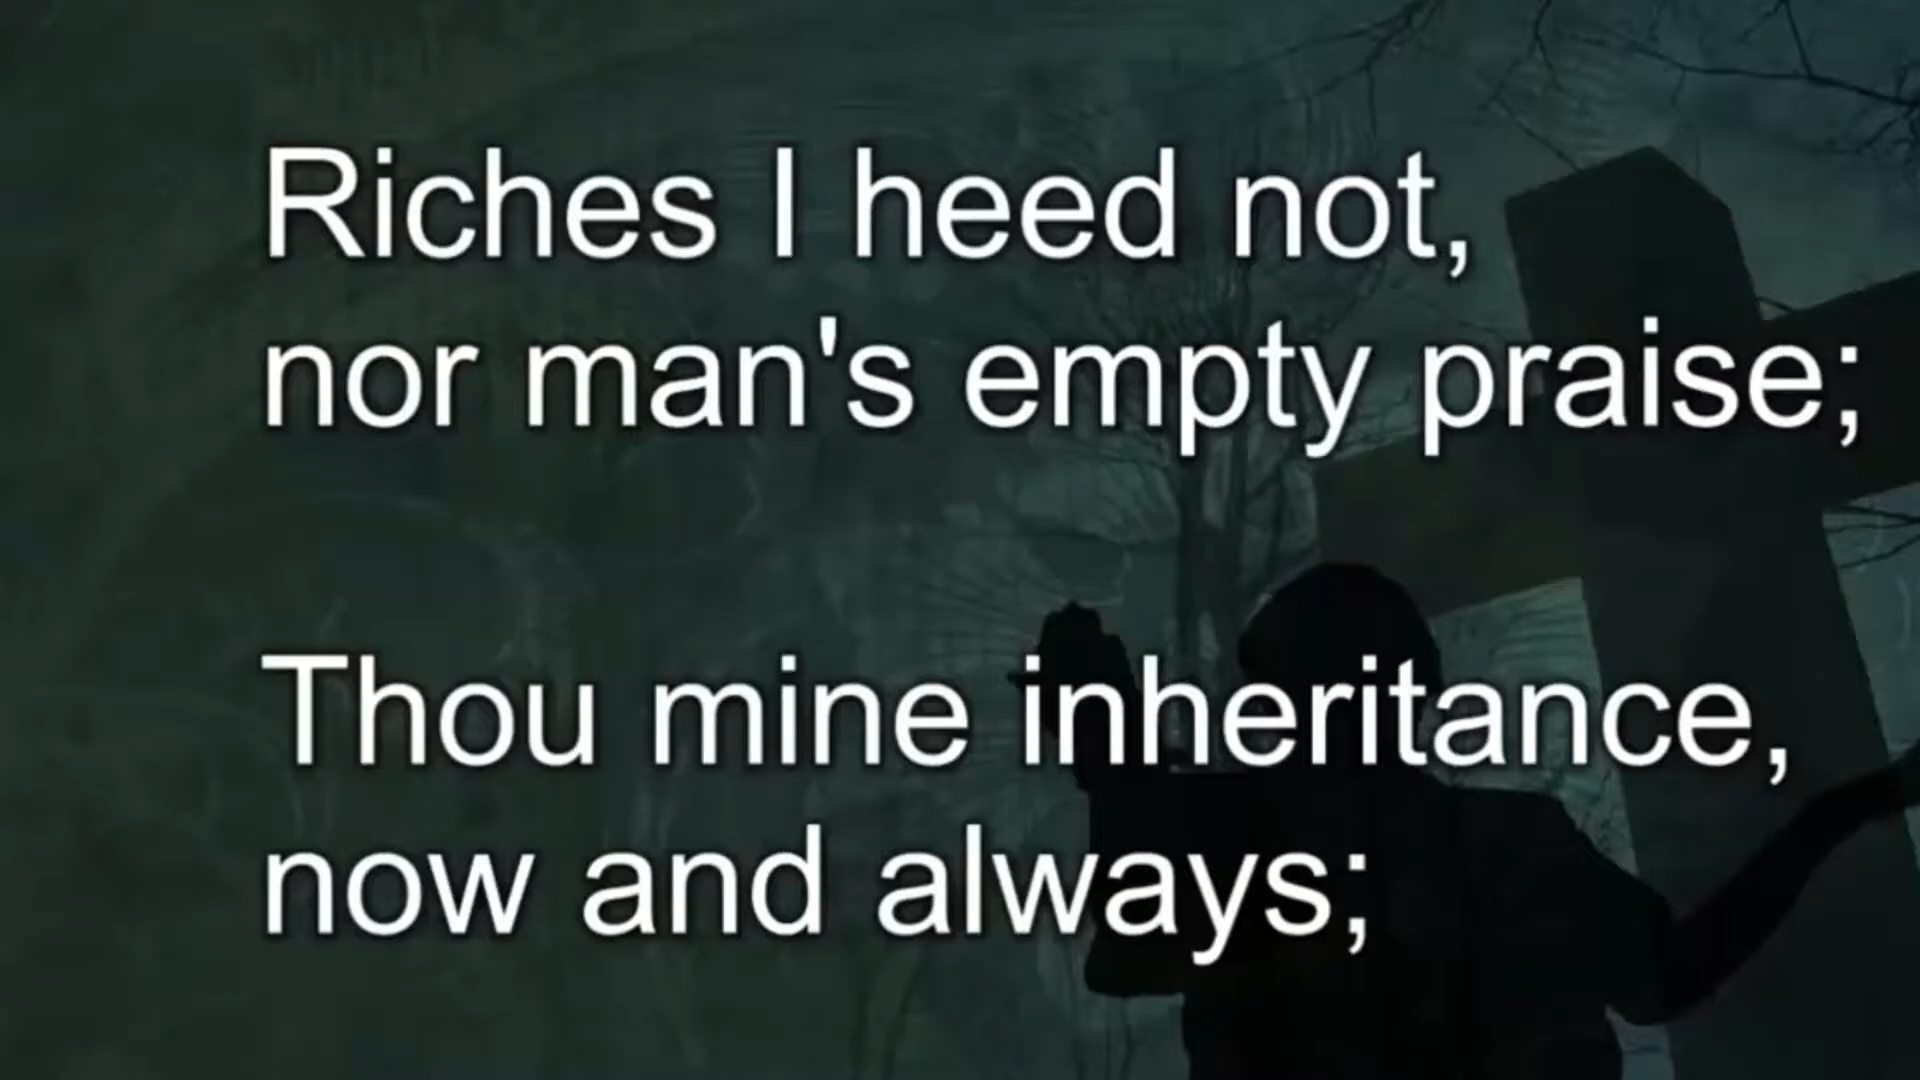 Riches I heed not,
nor man's empty praise;
Thou mine inheritance,
now and always;